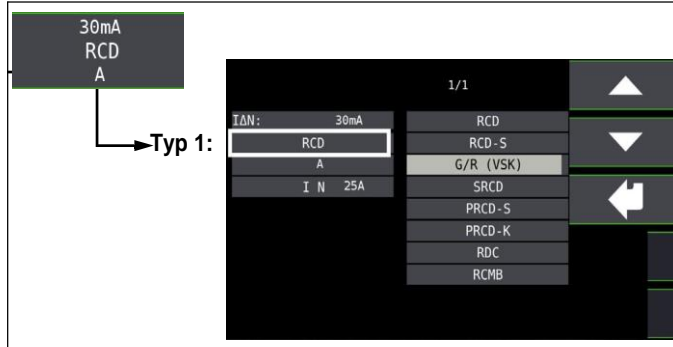 30mA
RCD
A
Typ 1:
1/1
IΔN: 30mA
RCD
A
I N 25A
RCD
RCD-S
G/R (VSK)
SRCD
PRCD-S
PRCD-K
RDC
RCMB